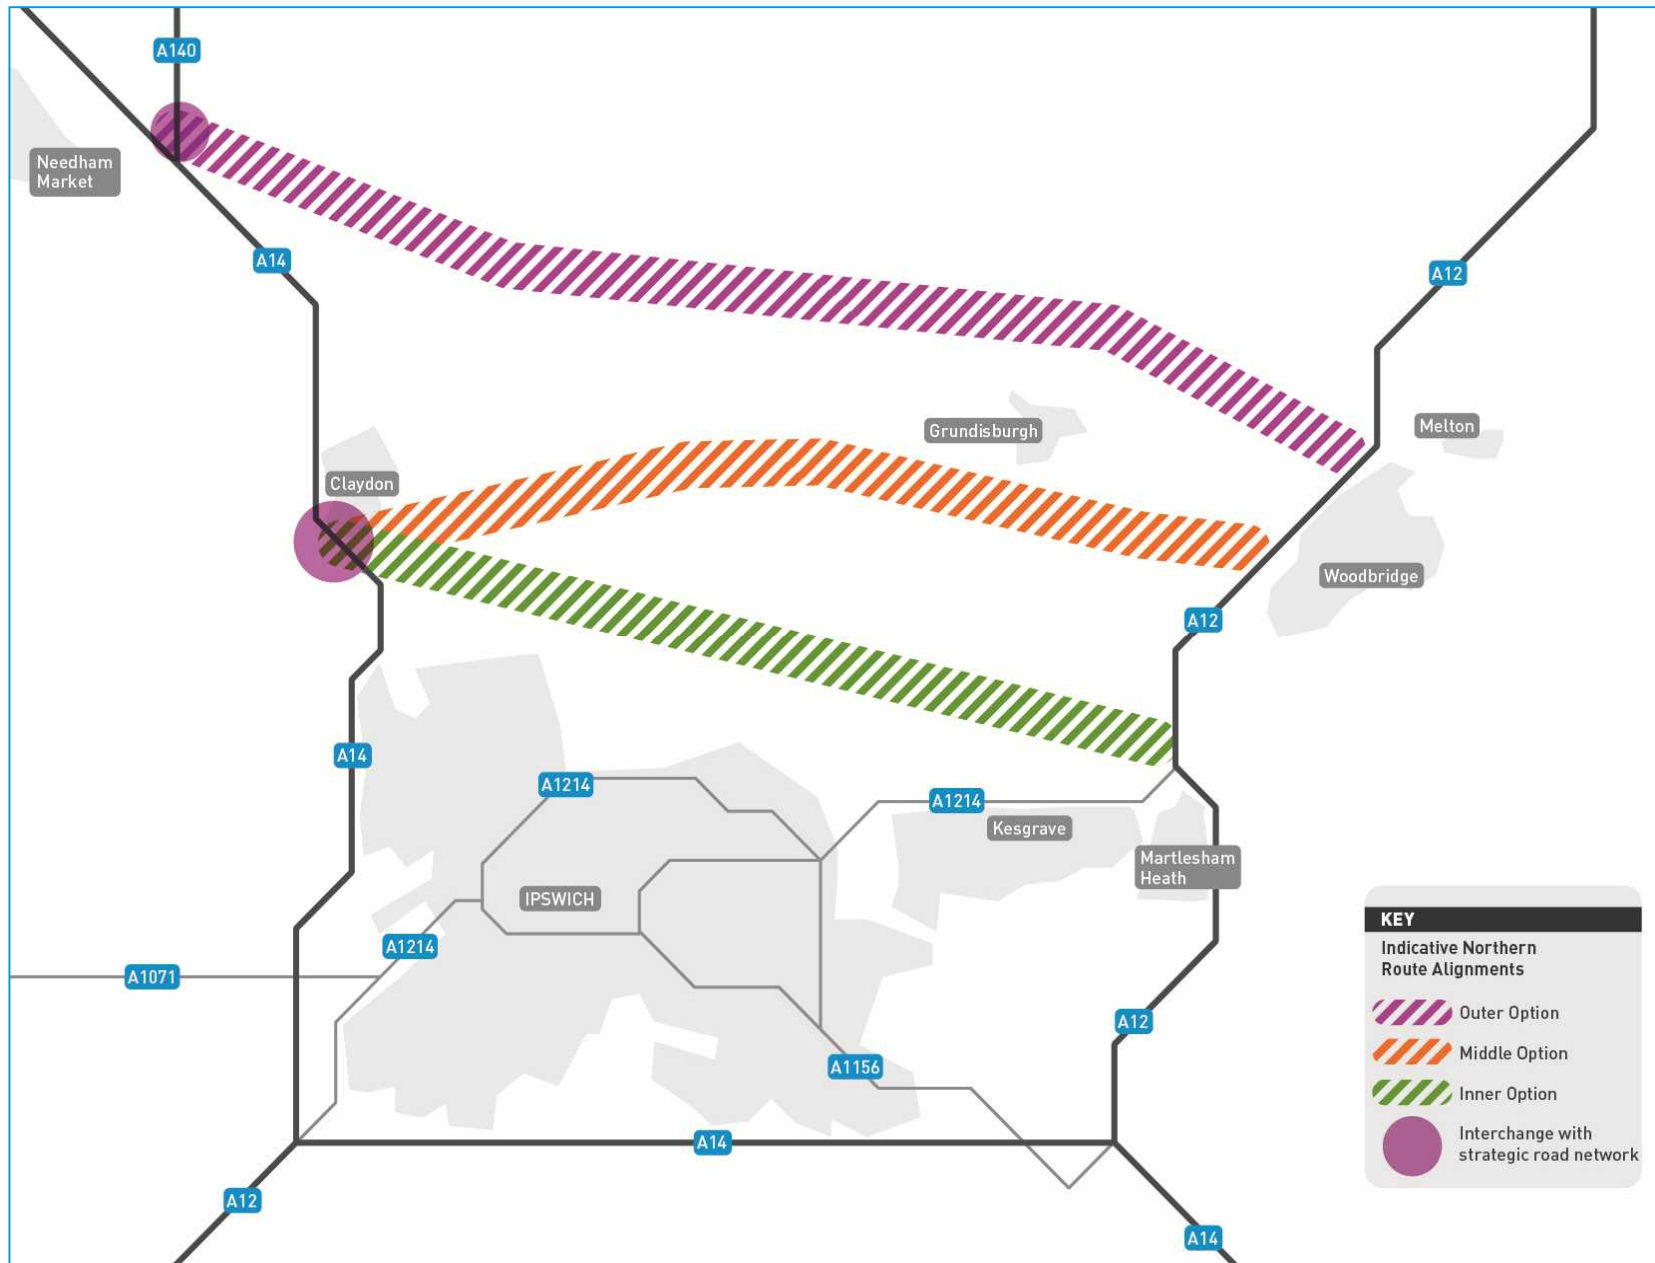 A140
Needham
Market
A14
A12
Grundisburgh
Melton
Claydon
Woodbridge
A12
A14
A1214
A1214
Kesgrave
Martlesham
Heath
IPSWICH
A1214
A1071
A12
A1156
A14
A12
A14
KEY
Indicative Northern
Route Alignments
Outer Option
Middle Option
Inner Option
Interchange with
strategic road network